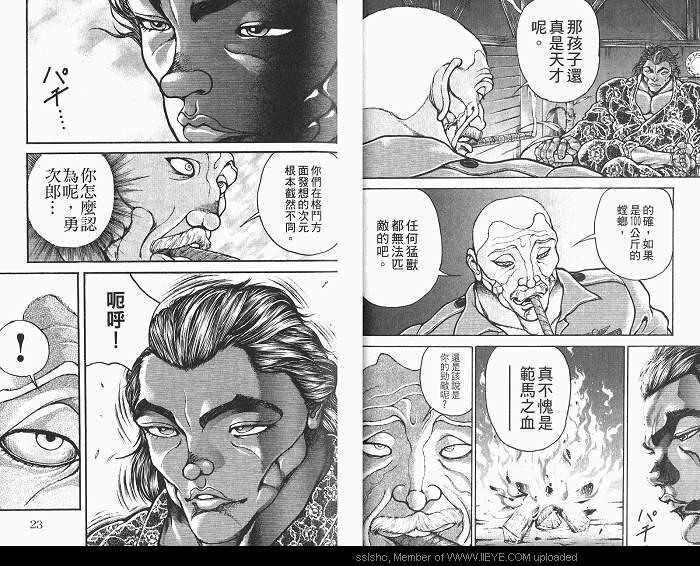 那孩子還
真是天才
呢。
的確，如果
是100公斤的
螳螂，
任何猛獸
都無法匹
敵的吧。
パチ
真不愧是
範馬之血
——
還是該說是
你的勁敵呢？
パチ…
你們在格鬥方
面發想的次元
根本截然不同。
你怎麼認
為呢，勇
次郎…
呃呼！
！
23
sslshc, Member of WWW.IIEYE.COM uploaded